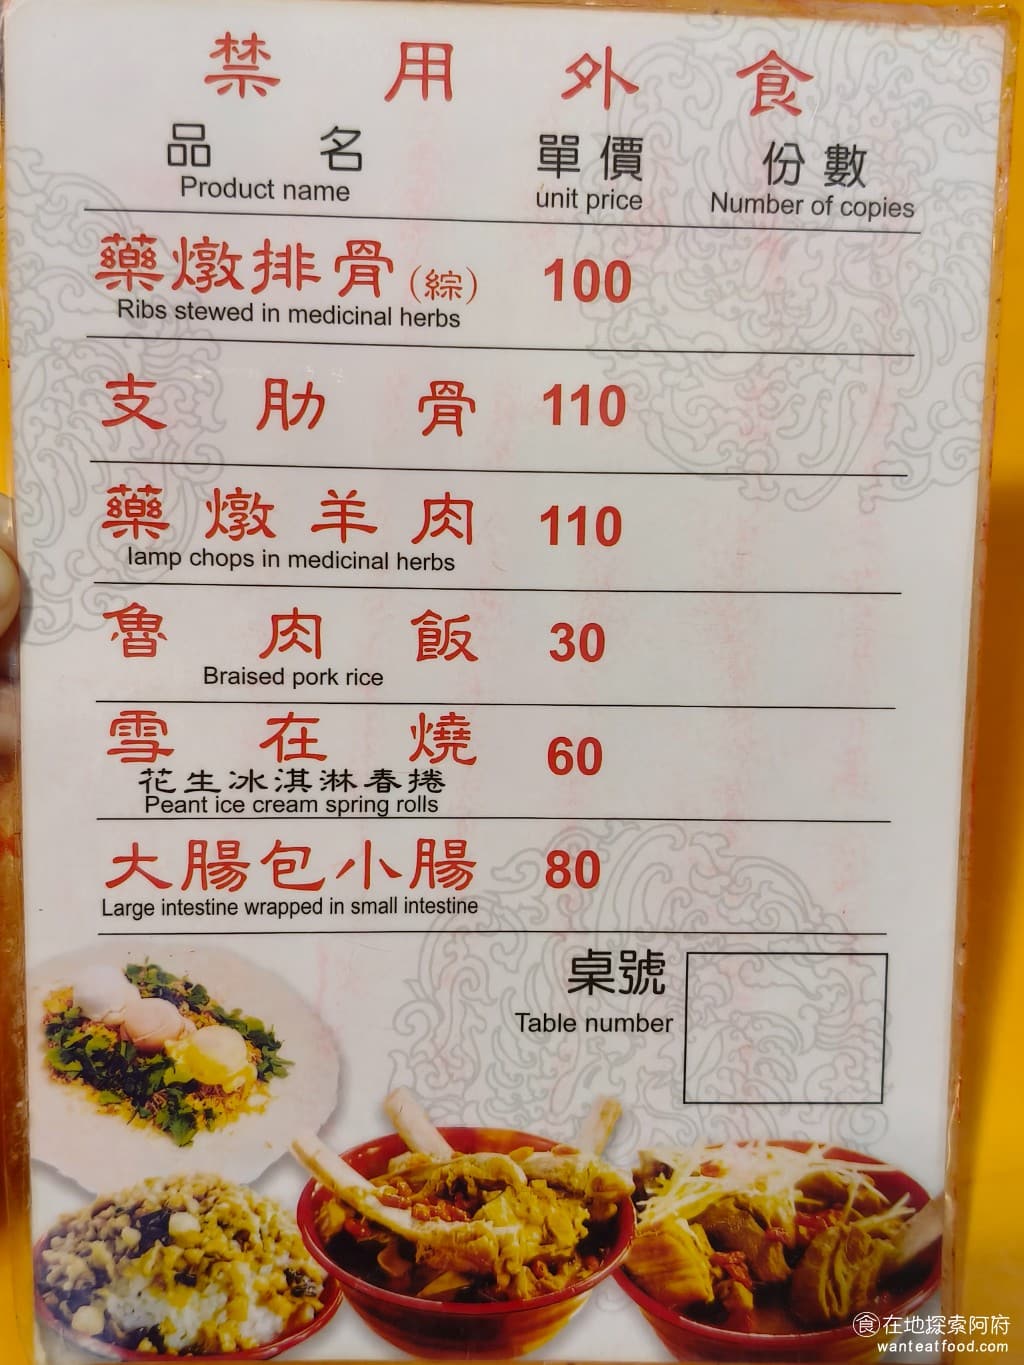 禁用外食
品名 單價 份數
Product name unit price Number of copies
藥燉排骨(綜) 100
Ribs stewed in medicinal herbs
支肋骨 110
藥燉羊肉 110
lamp chops in medicinal herbs
魯肉飯 30
Braised pork rice
雪在燒 60
花生冰淇淋春捲
Peant ice cream spring rolls
大腸包小腸 80
Large intestine wrapped in small intestine
桌號
Table number
食在地探索阿府
wanteatfood.com